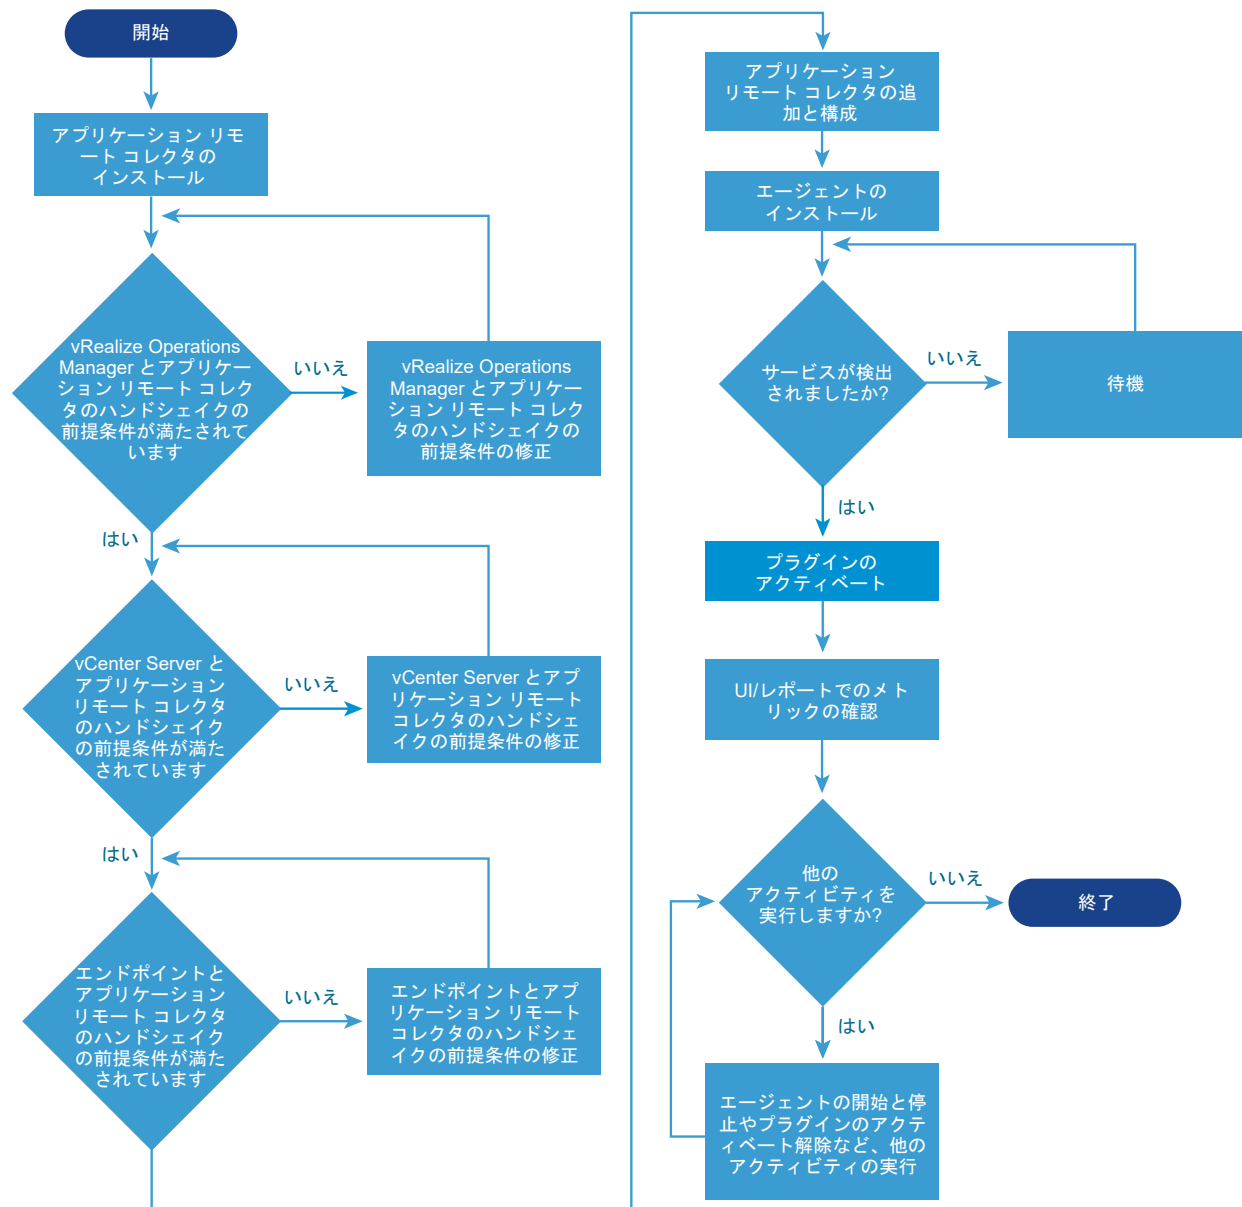 開始
アプリケーション リモ
ート コレクタの
インストール
vRealize Operations
Manager とアプリケー
ション リモート コレク
タのハンドシェイクの
前提条件が満たされて
います
いいえ
vRealize Operations
Manager とアプリケー
ション リモート コレク
タのハンドシェイクの
前提条件の修正
はい
vCenter Server と
アプリケーション
リモート コレクタ
のハンドシェイク
の前提条件が満た
されています
いいえ
vCenter Server とアプ
リケーション リモート
コレクタのハンドシェ
イクの前提条件の修正
はい
エンドポイントと
アプリケーション
リモート コレクタ
のハンドシェイク
の前提条件が満た
されています
いいえ
エンドポイントとアプ
リケーション リモート
コレクタのハンドシェ
イクの前提条件の修正
アプリケーション
リモート コレクタの追
加と構成
エージェントの
インストール
サービスが検出
されましたか?
いいえ
待機
はい
プラグインの
アクティベート
UI/レポートでのメト
リックの確認
他の
アクティビティを
実行しますか?
いいえ
終了
はい
エージェントの開始と停
止やプラグインのアクテ
ィベート解除など、他の
アクティビティの実行